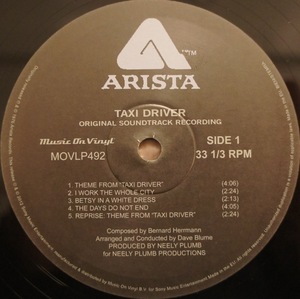 TM
ARISTA
TAXI DRIVER
ORIGINAL SOUNDTRACK RECORDING
Music On Vinyl
SIDE 1
MOVLP492
33 1/3 RPM
1. THEME FROM "TAXI DRIVER" (4:06)
2. I WORK THE WHOLE CITY (2:24)
3. BETSY IN A WHITE DRESS (2:13)
4. THE DAYS DO NOT END (4:05)
5. REPRISE: THEME FROM "TAXI DRIVER" (2:24)
Composed by Bernard Herrmann
Arranged and Conducted by Dave Blume
PRODUCED BY NEELY PLUMB
for NEELY PLUMB PRODUCTIONS